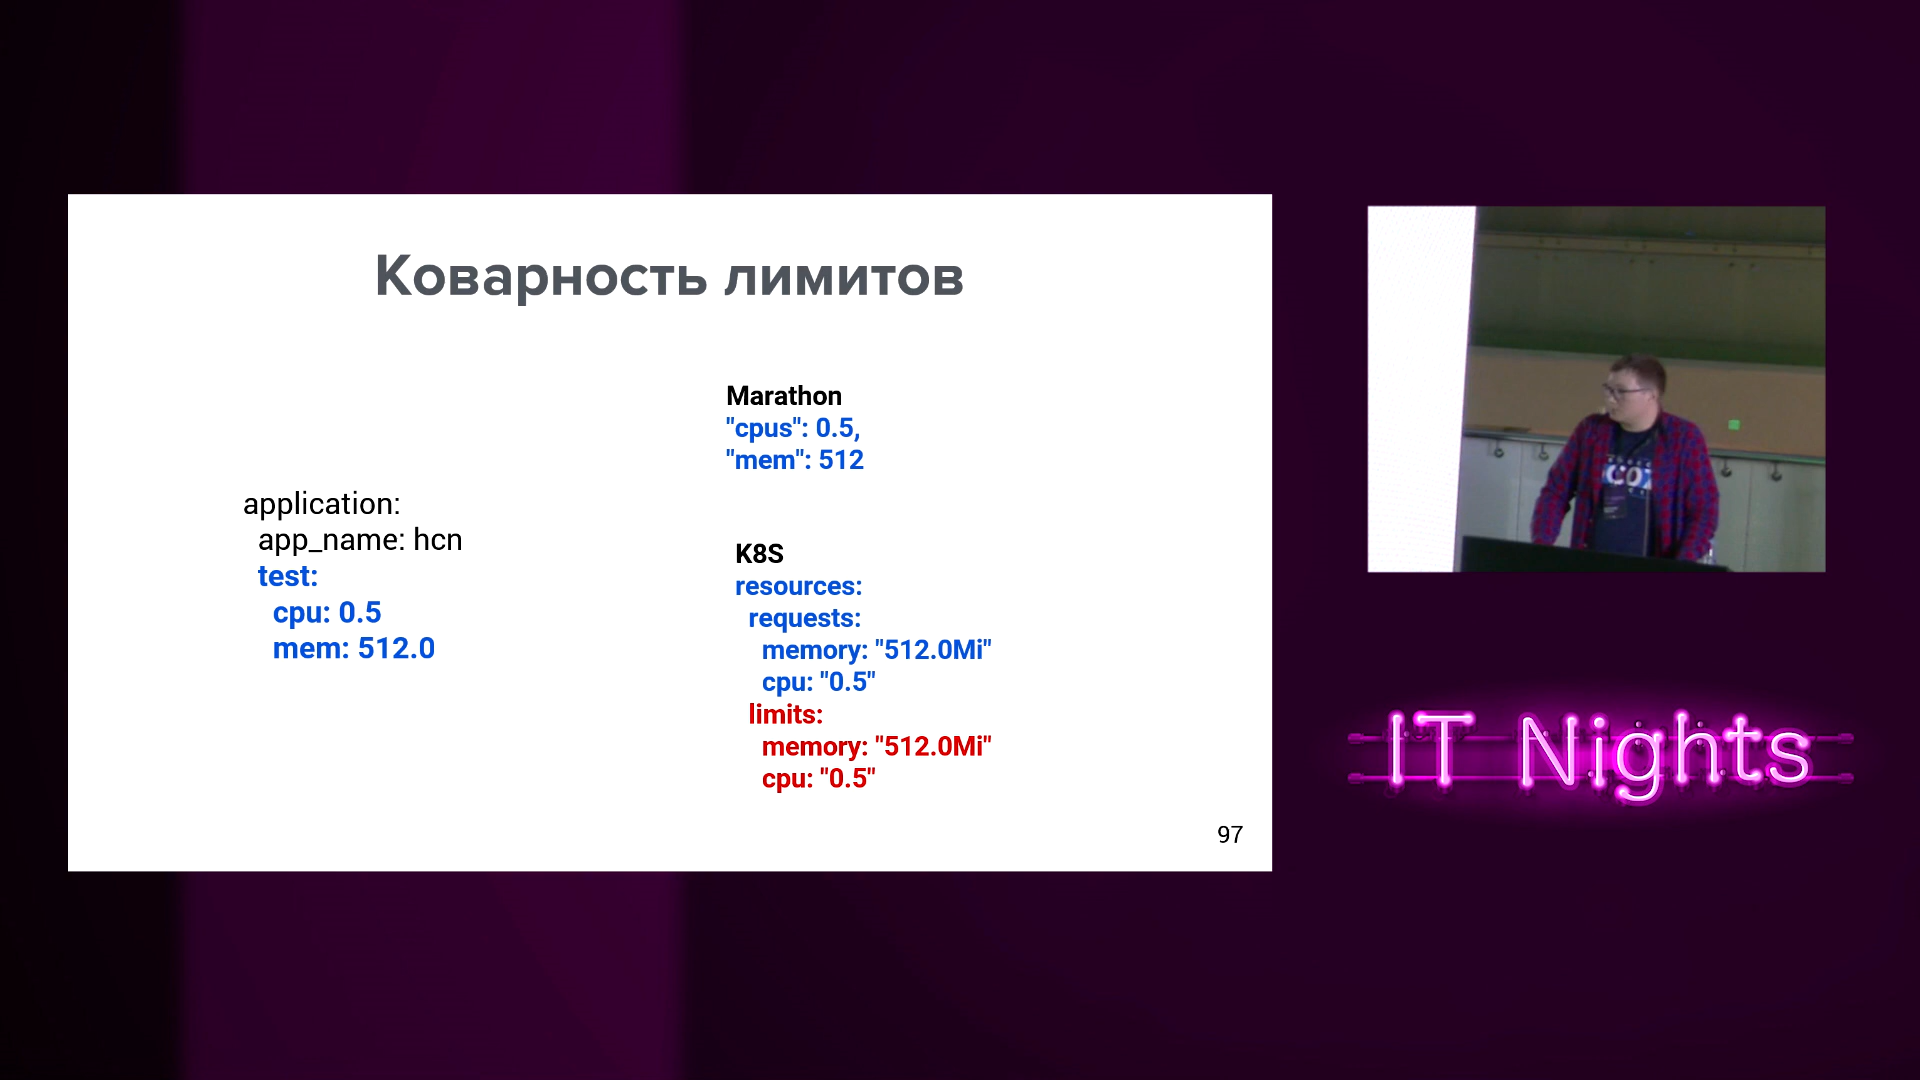 Коварность лимитов
application:
app_name: hcn
test:
cpu: 0.5
mem: 512.0
Marathon
"cpus": 0.5,
"mem": 512
K8S
resources:
requests:
memory: "512.0Mi"
cpu: "0.5"
limits:
memory: "512.0Mi"
cpu: "0.5"
97
IT Nights